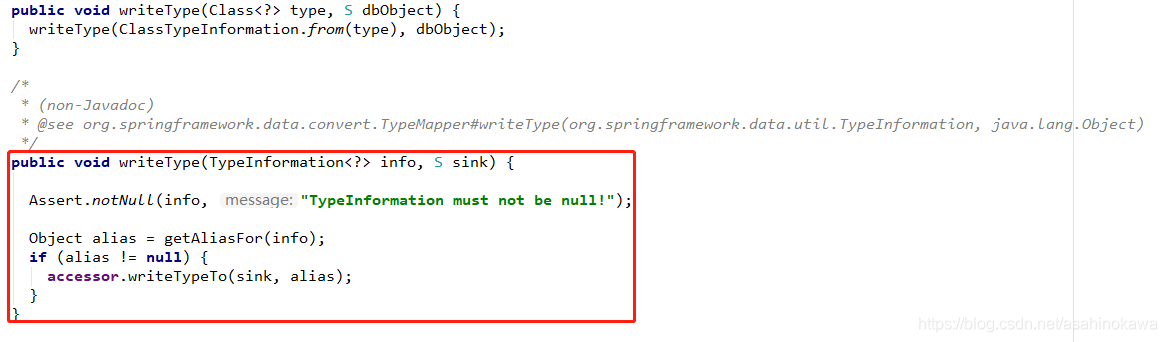 public void writeType(Class<?> type, S dbObject) {
  writeType(ClassTypeInformation.from(type), dbObject);
}
/*
 * (non-Javadoc)
 * @see org.springframework.data.convert.TypeMapper#writeType(org.springframework.data.util.TypeInformation, java.lang.Object)
 */
public void writeType(TypeInformation<?> info, S sink) {
  Assert.notNull(info, message: "TypeInformation must not be null!");
  Object alias = getAliasFor(info);
  if (alias != null) {
    accessor.writeTypeTo(sink, alias);
  }
}
https://blog.csdn.net/asahinokawa